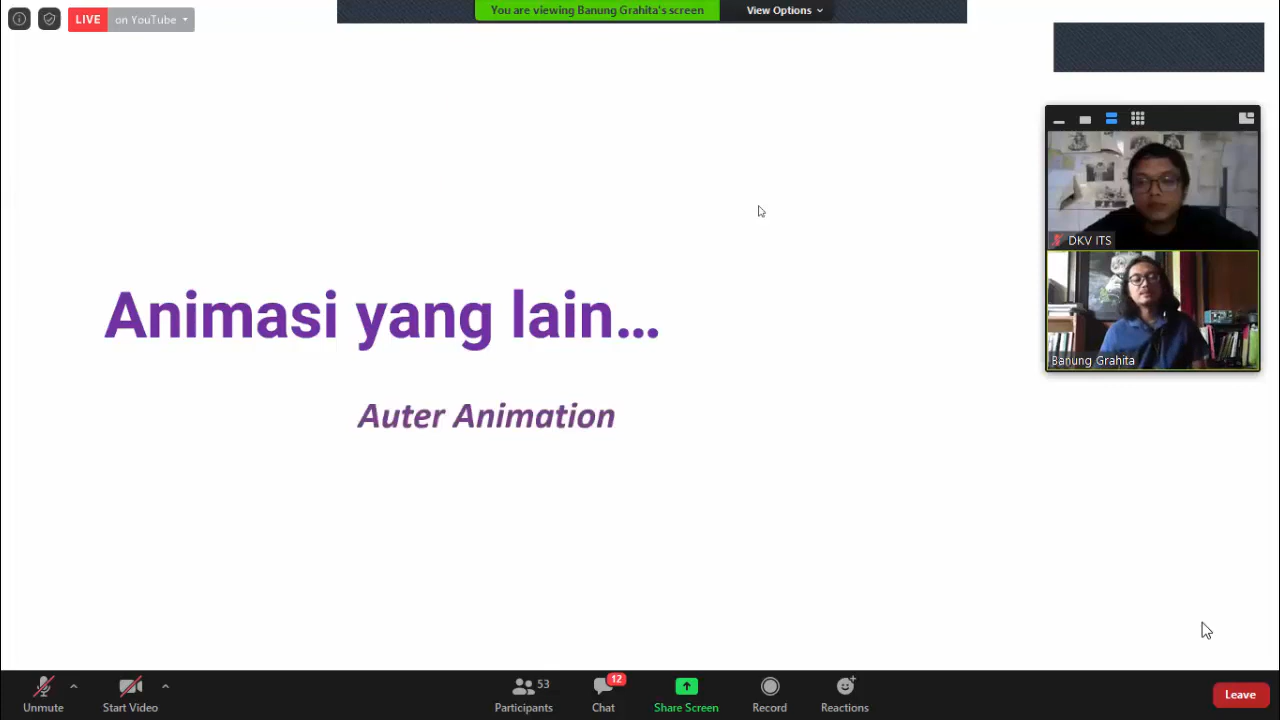 LIVE on YouTube
You are viewing Banung Grahita's screen View Options
DKV ITS
Banung Grahita
Animasi yang lain...
Auter Animation
Unmute
Start Video
53
Participants
12
Chat
Share Screen
Record
Reactions
Leave